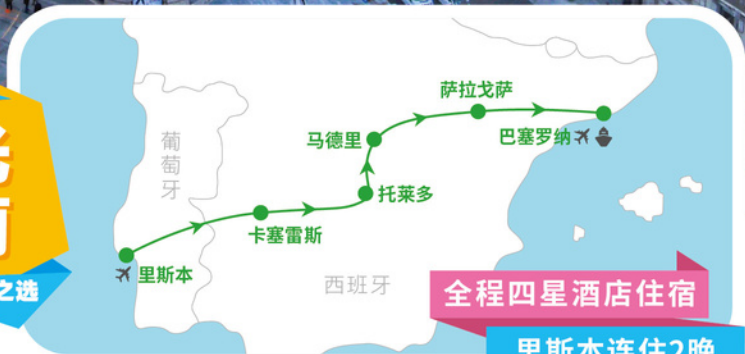 萨拉戈萨
马德里
巴塞罗纳
葡萄牙
托莱多
卡塞雷斯
里斯本
西班牙
之选
全程四星酒店住宿
里斯本连住2晚